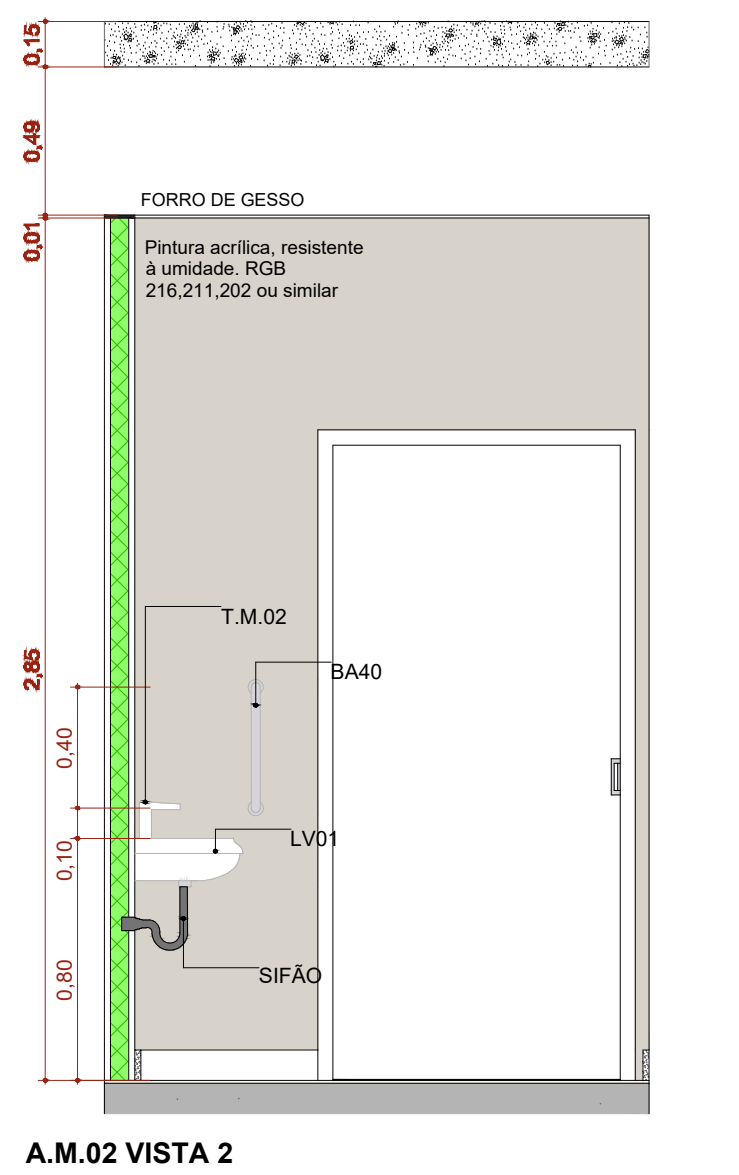 0,15
0,49
FORRO DE GESSO
0,01
Pintura acrílica, resistente
à umidade. RGB
216,211,202 ou similar
T.M.02
2,85
BA40
0,40
LV01
0,10
0,80
SIFÃO
A.M.02 VISTA 2